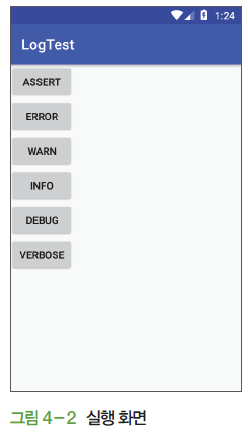 1:24
LogTest
ASSERT
ERROR
WARN
INFO
DEBUG
VERBOSE
그림 4-2 실행 화면